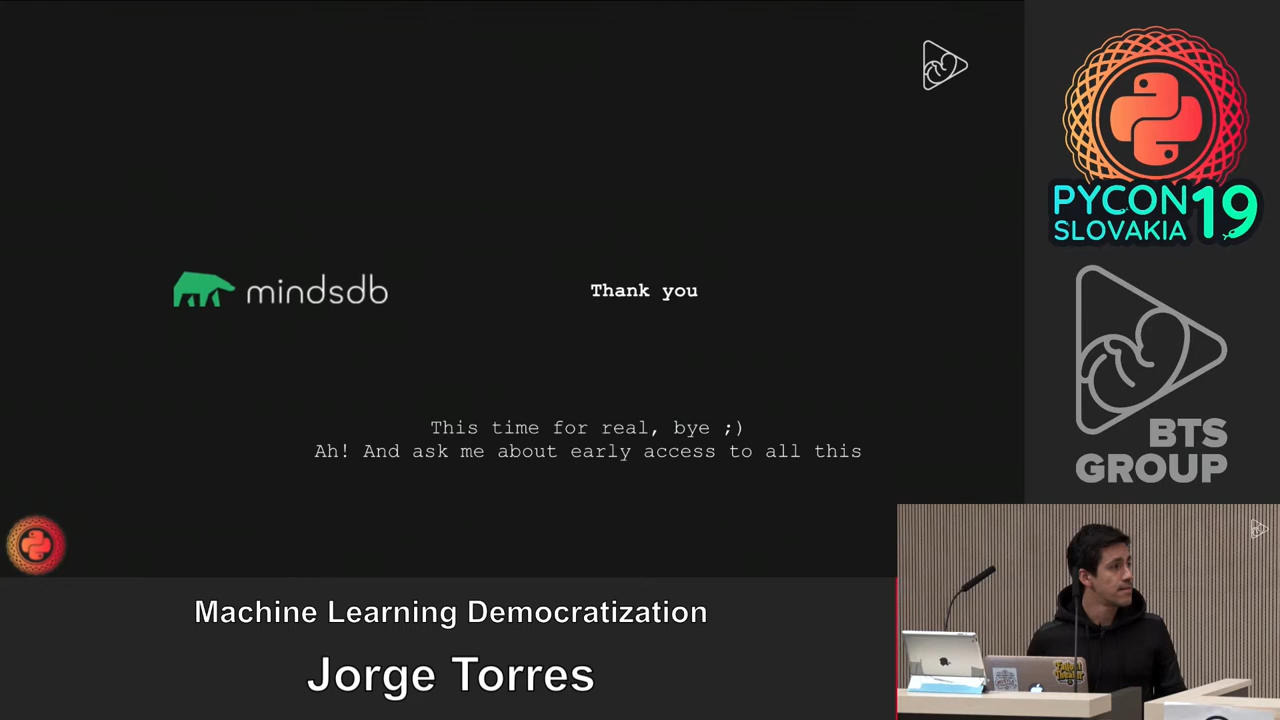 mindsdb
Thank you
This time for real, bye ;)
Ah! And ask me about early access to all this
PYCON
SLOVAKIA
19
BTS
GROUP
Machine Learning Democratization
Jorge Torres